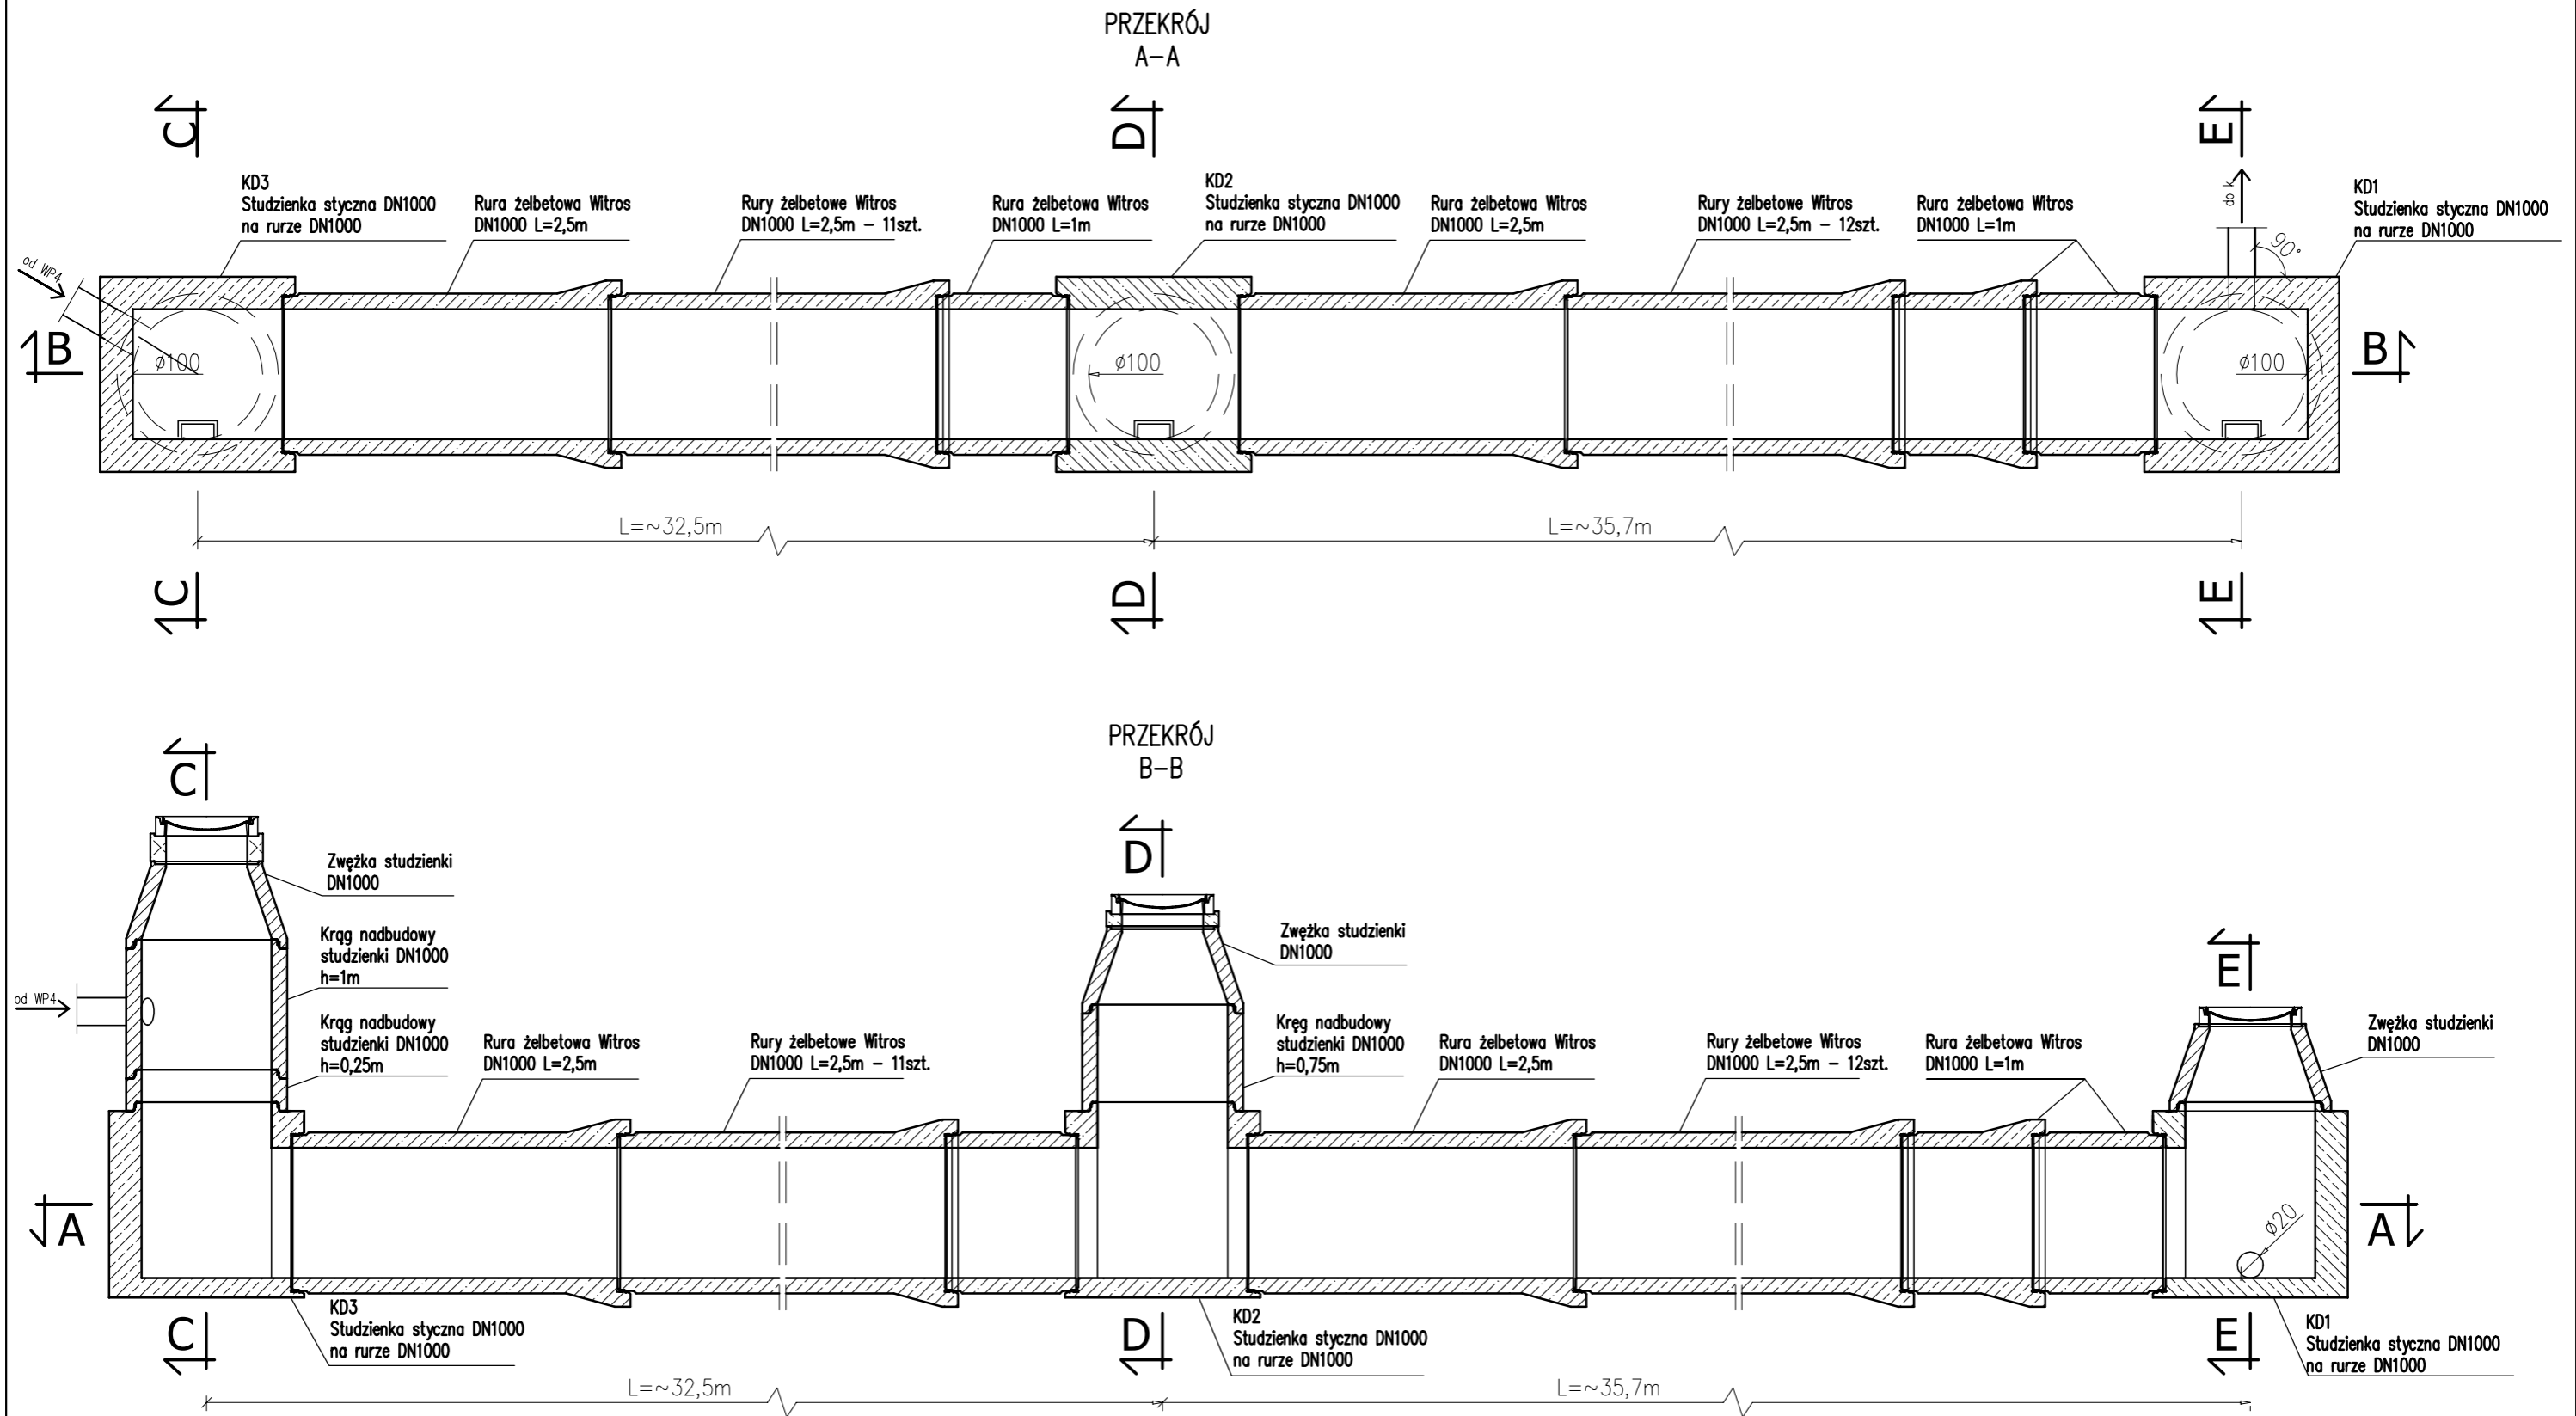 PRZEKRÓJ
A-A
C
D
E
KD3
Studzienka styczna DN1000
na rurze DN1000
Rura żelbetowa Witros
DN1000 L=2,5m
Rury żelbetowe Witros
DN1000 L=2,5m - 11szt.
Rura żelbetowa Witros
DN1000 L=1m
KD2
Studzienka styczna DN1000
na rurze DN1000
Rura żelbetowa Witros
DN1000 L=2,5m
Rury żelbetowe Witros
DN1000 L=2,5m - 12szt.
Rura żelbetowa Witros
DN1000 L=1m
do k
90°
KD1
Studzienka styczna DN1000
na rurze DN1000
od WP4
B
ø100
ø100
ø100
B
L=~32,5m
L=~35,7m
C
D
E
PRZEKRÓJ
B-B
C
D
E
Zwężka studzienki
DN1000
Krąg nadbudowy
studzienki DN1000
h=1m
Krąg nadbudowy
studzienki DN1000
h=0,25m
od WP4
Rura żelbetowa Witros
DN1000 L=2,5m
Rury żelbetowe Witros
DN1000 L=2,5m - 11szt.
Zwężka studzienki
DN1000
Kręg nadbudowy
studzienki DN1000
h=0,75m
Rura żelbetowa Witros
DN1000 L=2,5m
Rury żelbetowe Witros
DN1000 L=2,5m - 12szt.
Rura żelbetowa Witros
DN1000 L=1m
Zwężka studzienki
DN1000
A
ø20
A
C
KD3
Studzienka styczna DN1000
na rurze DN1000
D
KD2
Studzienka styczna DN1000
na rurze DN1000
E
KD1
Studzienka styczna DN1000
na rurze DN1000
L=~32,5m
L=~35,7m